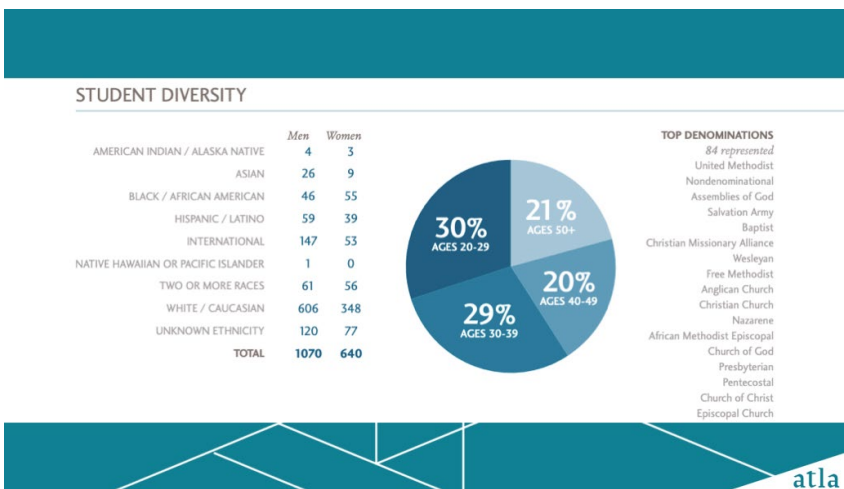 STUDENT DIVERSITY
Men Women
AMERICAN INDIAN / ALASKA NATIVE 4 3
ASIAN 26 9
BLACK / AFRICAN AMERICAN 46 55
HISPANIC / LATINO 59 39
INTERNATIONAL 147 53
NATIVE HAWAIIAN OR PACIFIC ISLANDER 1 0
TWO OR MORE RACES 61 56
WHITE / CAUCASIAN 606 348
UNKNOWN ETHNICITY 120 77
TOTAL 1070 640
30%
AGES 20-29
21%
AGES 50+
20%
AGES 40-49
29%
AGES 30-39
TOP DENOMINATIONS
84 represented
United Methodist
Nondenominational
Assemblies of God
Salvation Army
Baptist
Christian Missionary Alliance
Wesleyan
Free Methodist
Anglican Church
Christian Church
Nazarene
African Methodist Episcopal
Church of God
Presbyterian
Pentecostal
Church of Christ
Episcopal Church
atla